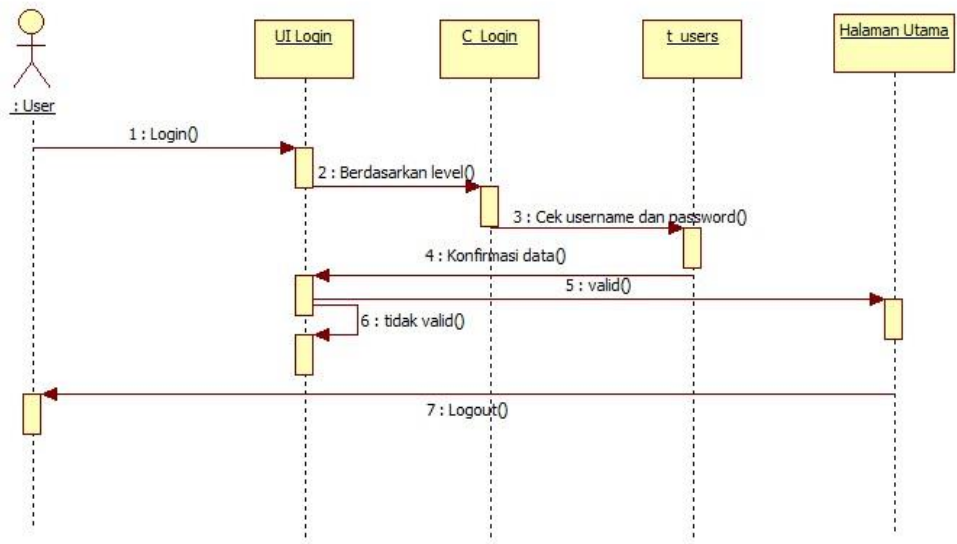 UI Login
C_Login
t_users
Halaman Utama
: User
1 : Login()
2 : Berdasarkan level()
3 : Cek username dan password()
4 : Konfirmasi data()
5 : valid()
6 : tidak valid()
7 : Logout()